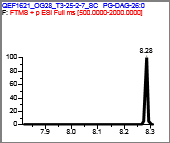 QEF1621_OG28_T3-25-2-7_SC PG-DAG-26:0
F: FTMS + p ESI Full ms [500.0000-2000.0000]
8.28
100
80
60
40
20
0
7.9 8.0 8.1 8.2 8.3